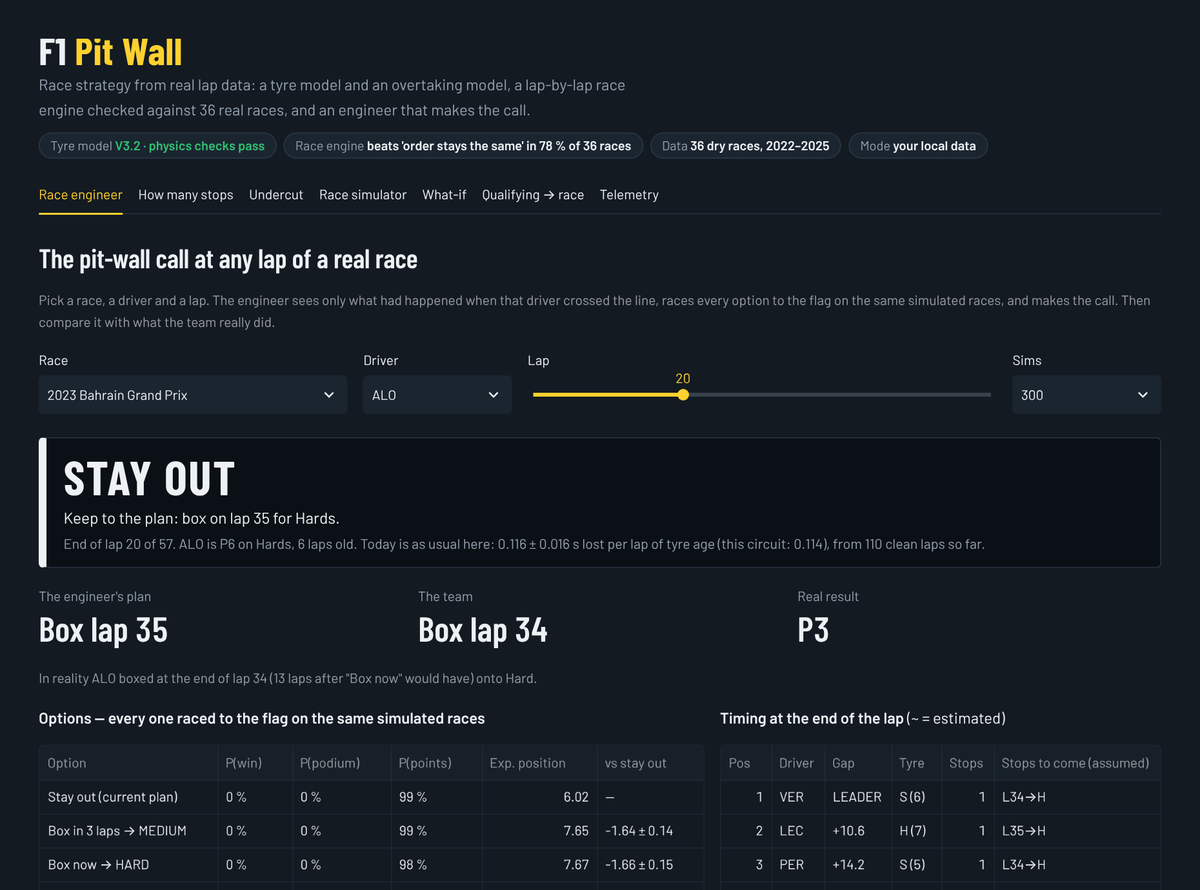 F1 Pit Wall
Race strategy from real lap data: a tyre model and an overtaking model, a lap-by-lap race
engine checked against 36 real races, and an engineer that makes the call.
Tyre model V3.2 · physics checks pass
Race engine beats 'order stays the same' in 78 % of 36 races
Data 36 dry races, 2022–2025
Mode your local data
Race engineer How many stops Undercut Race simulator What-if Qualifying → race Telemetry
The pit-wall call at any lap of a real race
Pick a race, a driver and a lap. The engineer sees only what had happened when that driver crossed the line, races every option to the flag on the same simulated races, and makes the call. Then
compare it with what the team really did.
Race Driver Lap Sims
20
2023 Bahrain Grand Prix ALO 300
STAY OUT
Keep to the plan: box on lap 35 for Hards.
End of lap 20 of 57. ALO is P6 on Hards, 6 laps old. Today is as usual here: 0.116 ± 0.016 s lost per lap of tyre age (this circuit: 0.114), from 110 clean laps so far.
The engineer's plan The team Real result
Box lap 35 Box lap 34 P3
In reality ALO boxed at the end of lap 34 (13 laps after "Box now" would have) onto Hard.
Options — every one raced to the flag on the same simulated races
Option P(win) P(podium) P(points) Exp. position vs stay out
Stay out (current plan) 0 % 0 % 99 % 6.02 —
Box in 3 laps → MEDIUM 0 % 0 % 99 % 7.65 -1.64 ± 0.14
Box now → HARD 0 % 0 % 98 % 7.67 -1.66 ± 0.15
Timing at the end of the lap (~ = estimated)
Pos Driver Gap Tyre Stops Stops to come (assumed)
1 VER LEADER S (6) 1 L34→H
2 LEC +10.6 H (7) 1 L35→H
3 PER +14.2 S (5) 1 L34→H